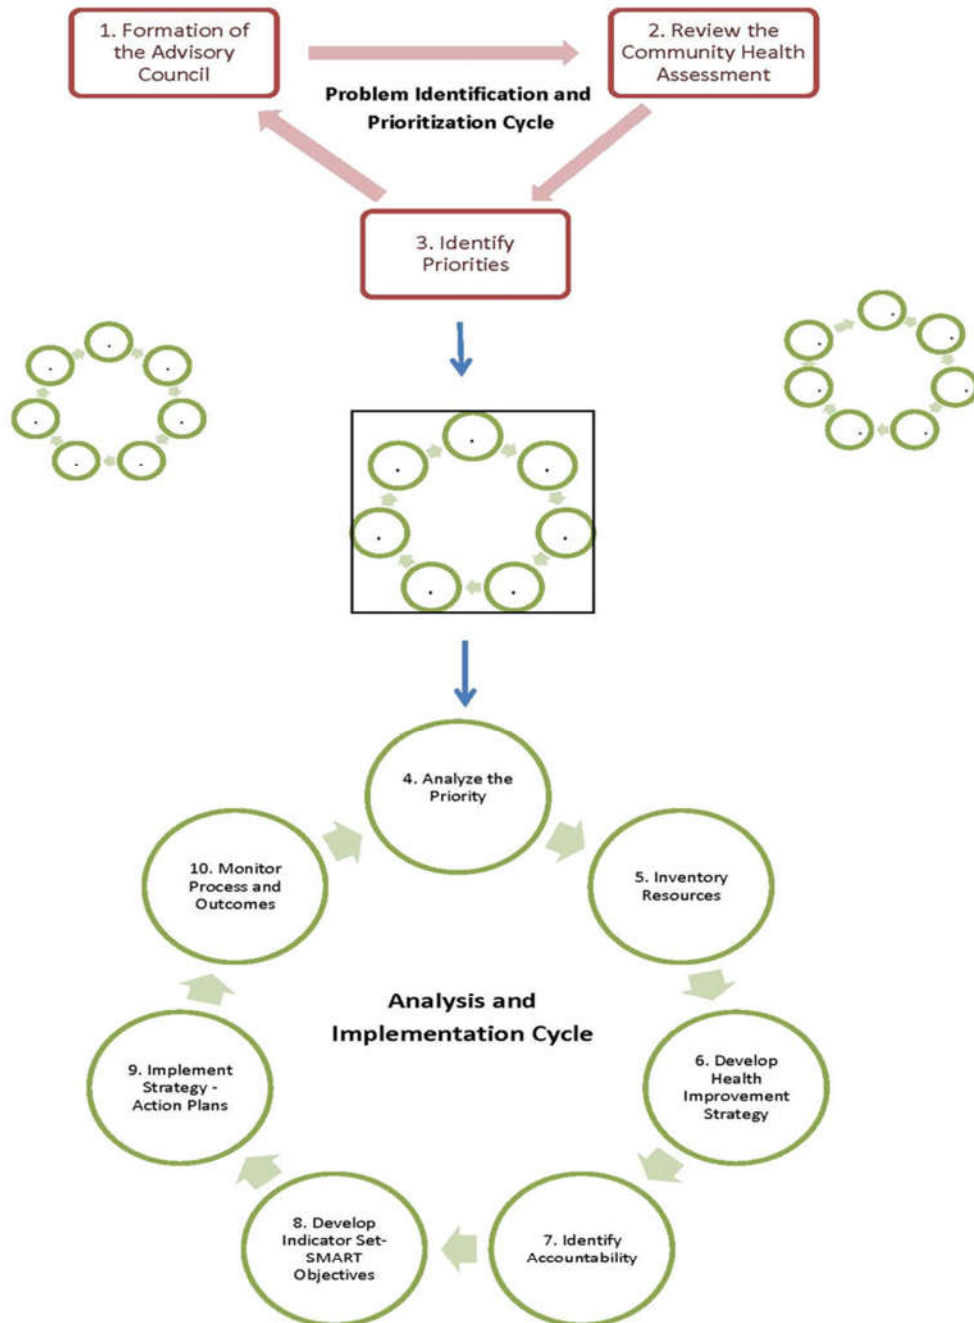 1. Formation of
the Advisory
Council
2. Review the
Community Health
Assessment
Problem Identification and
Prioritization Cycle
3. Identify
Priorities
4. Analyze the
Priority
5. Inventory
Resources
6. Develop
Health
Improvement
Strategy
7. Identify
Accountability
8. Develop
Indicator Set-
SMART
Objectives
9. Implement
Strategy -
Action Plans
10. Monitor
Process and
Outcomes
Analysis and
Implementation Cycle